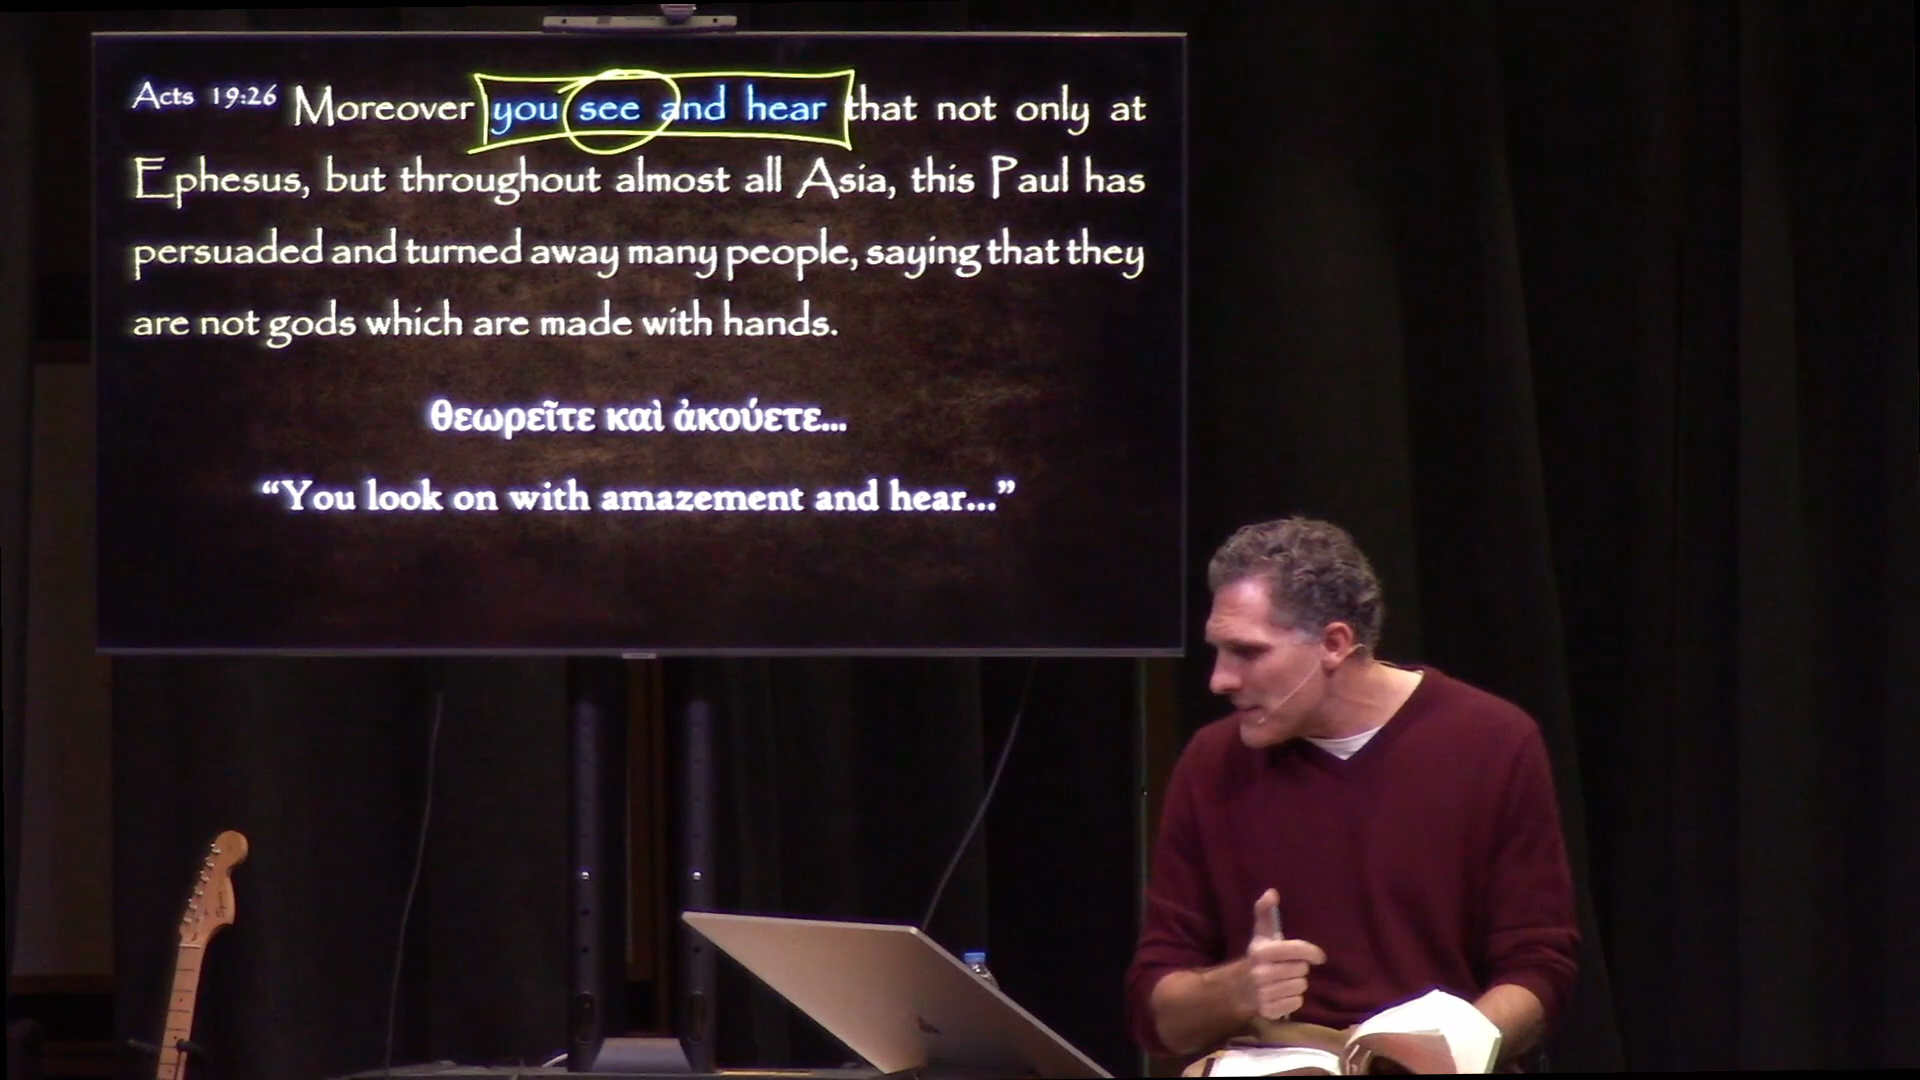 Acts 19:26 Moreover you see and hear that not only at
Ephesus, but throughout almost all Asia, this Paul has
persuaded and turned away many people, saying that they
are not gods which are made with hands.
θεωρεῖτε καὶ ἀκούετε...
“You look on with amazement and hear...”